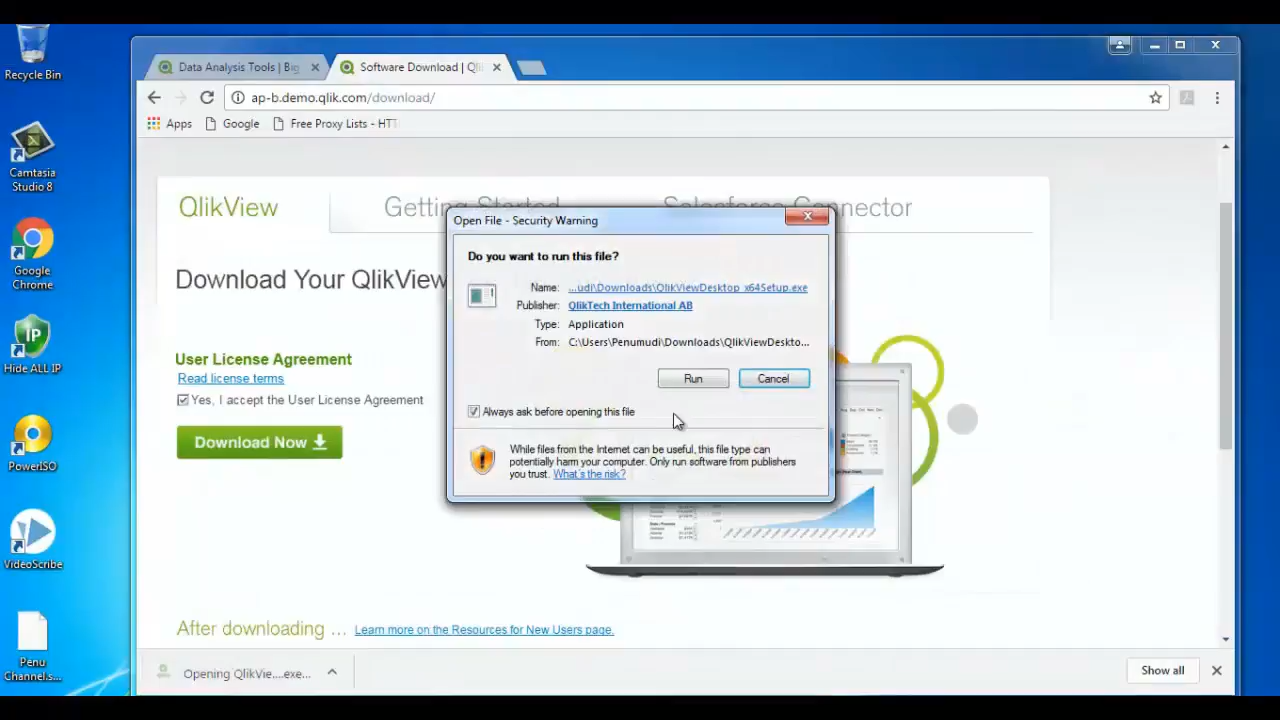 Recycle Bin
Camtasia
Studio 8
Google
Chrome
IP
Hide ALL IP
PowerISO
VideoScribe
Penu
Channel.s...
Data Analysis Tools | Big
Software Download | Qli
ap-b.demo.qlik.com/download/
Apps
Google
Free Proxy Lists - HTT
QlikView
Getting Started
Salesforce Connector
Download Your QlikView
User License Agreement
Read license terms
Yes, I accept the User License Agreement
Download Now
Open File - Security Warning
Do you want to run this file?
Name: ...udi\Downloads\QlikViewDesktop_x64Setup.exe
Publisher: QlikTech International AB
Type: Application
From: C:\Users\Penumudi\Downloads\QlikViewDeskto...
Run
Cancel
Always ask before opening this file
While files from the Internet can be useful, this file type can
potentially harm your computer. Only run software from publishers
you trust. What's the risk?
After downloading ... Learn more on the Resources for New Users page.
Opening QlikVie....exe...
Show all